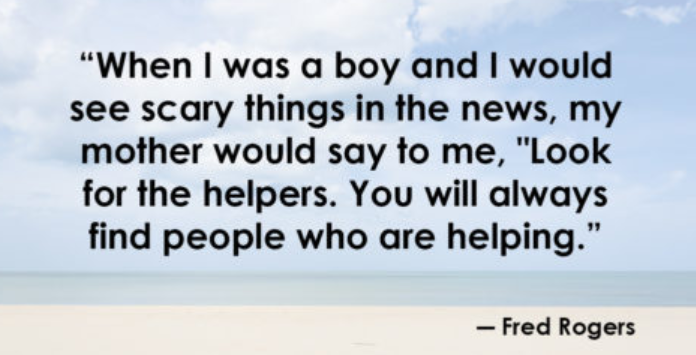 “When I was a boy and I would
see scary things in the news, my
mother would say to me, "Look
for the helpers. You will always
find people who are helping.”
— Fred Rogers